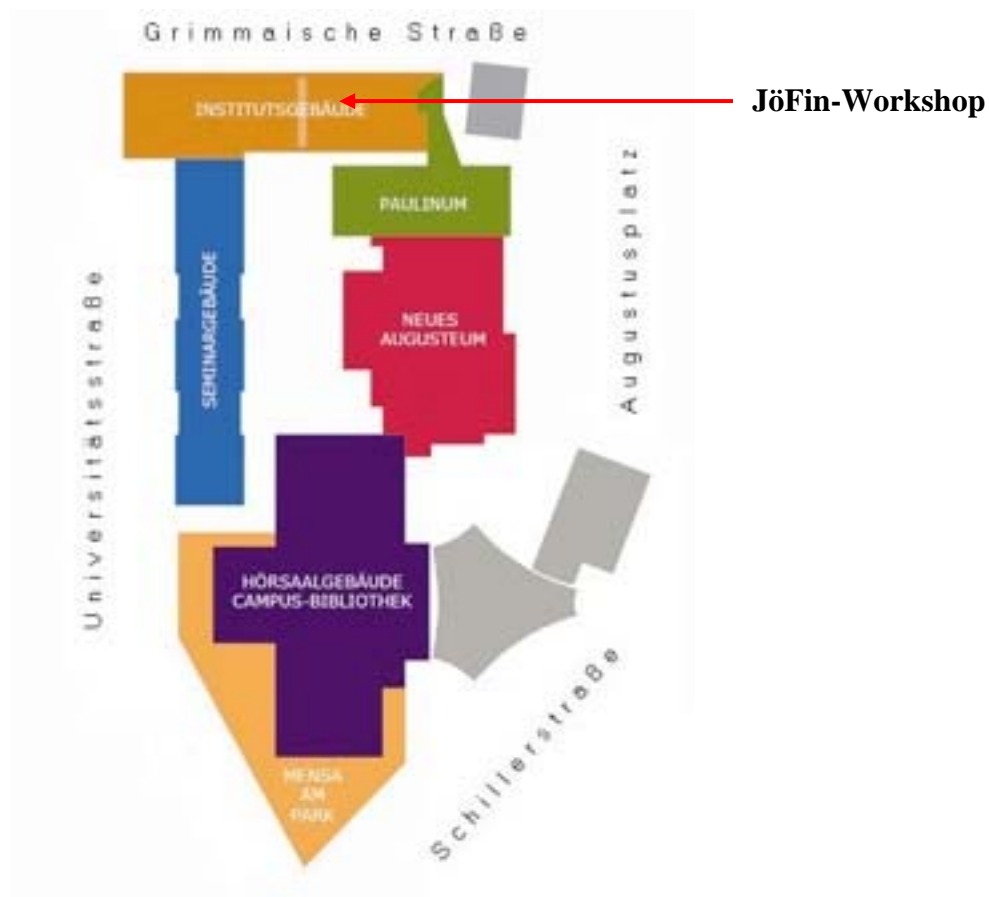 Grimmaische Straße
INSTITUTSGEBÄUDE
JöFin-Workshop
PAULINUM
Augustusplatz
SEMINARGEBÄUDE
Universitätsstraße
NEUES
AUGUSTEUM
HÖRSAALGEBÄUDE
CAMPUS-BIBLIOTHEK
Schillerstraße
MENSA
AM
PARK